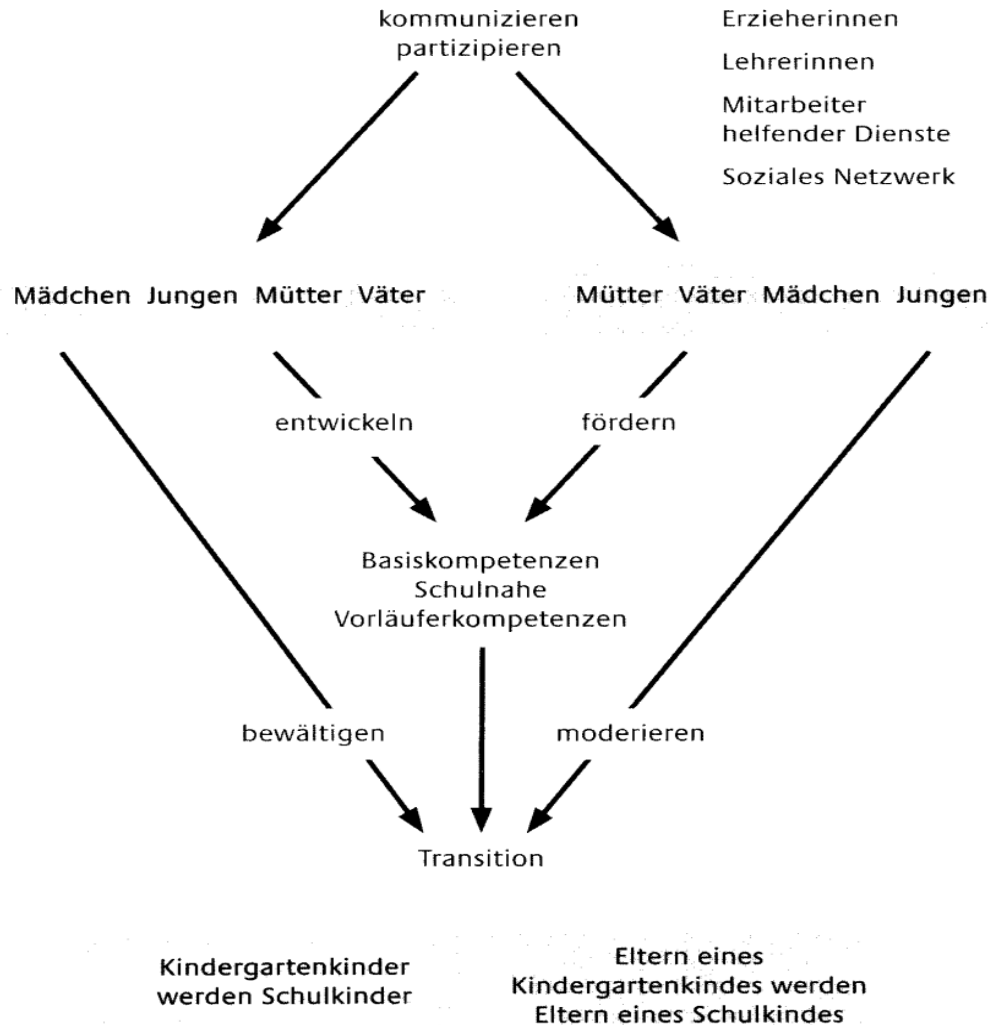 kommunizieren
partizipieren
Erzieherinnen
Lehrerinnen
Mitarbeiter
helfender Dienste
Soziales Netzwerk
Mädchen Jungen Mütter Väter
Mütter Väter Mädchen Jungen
entwickeln
fördern
Basiskompetenzen
Schulnahe
Vorläuferkompetenzen
bewältigen
moderieren
Transition
Kindergartenkinder
werden Schulkinder
Eltern eines
Kindergartenkindes werden
Eltern eines Schulkindes